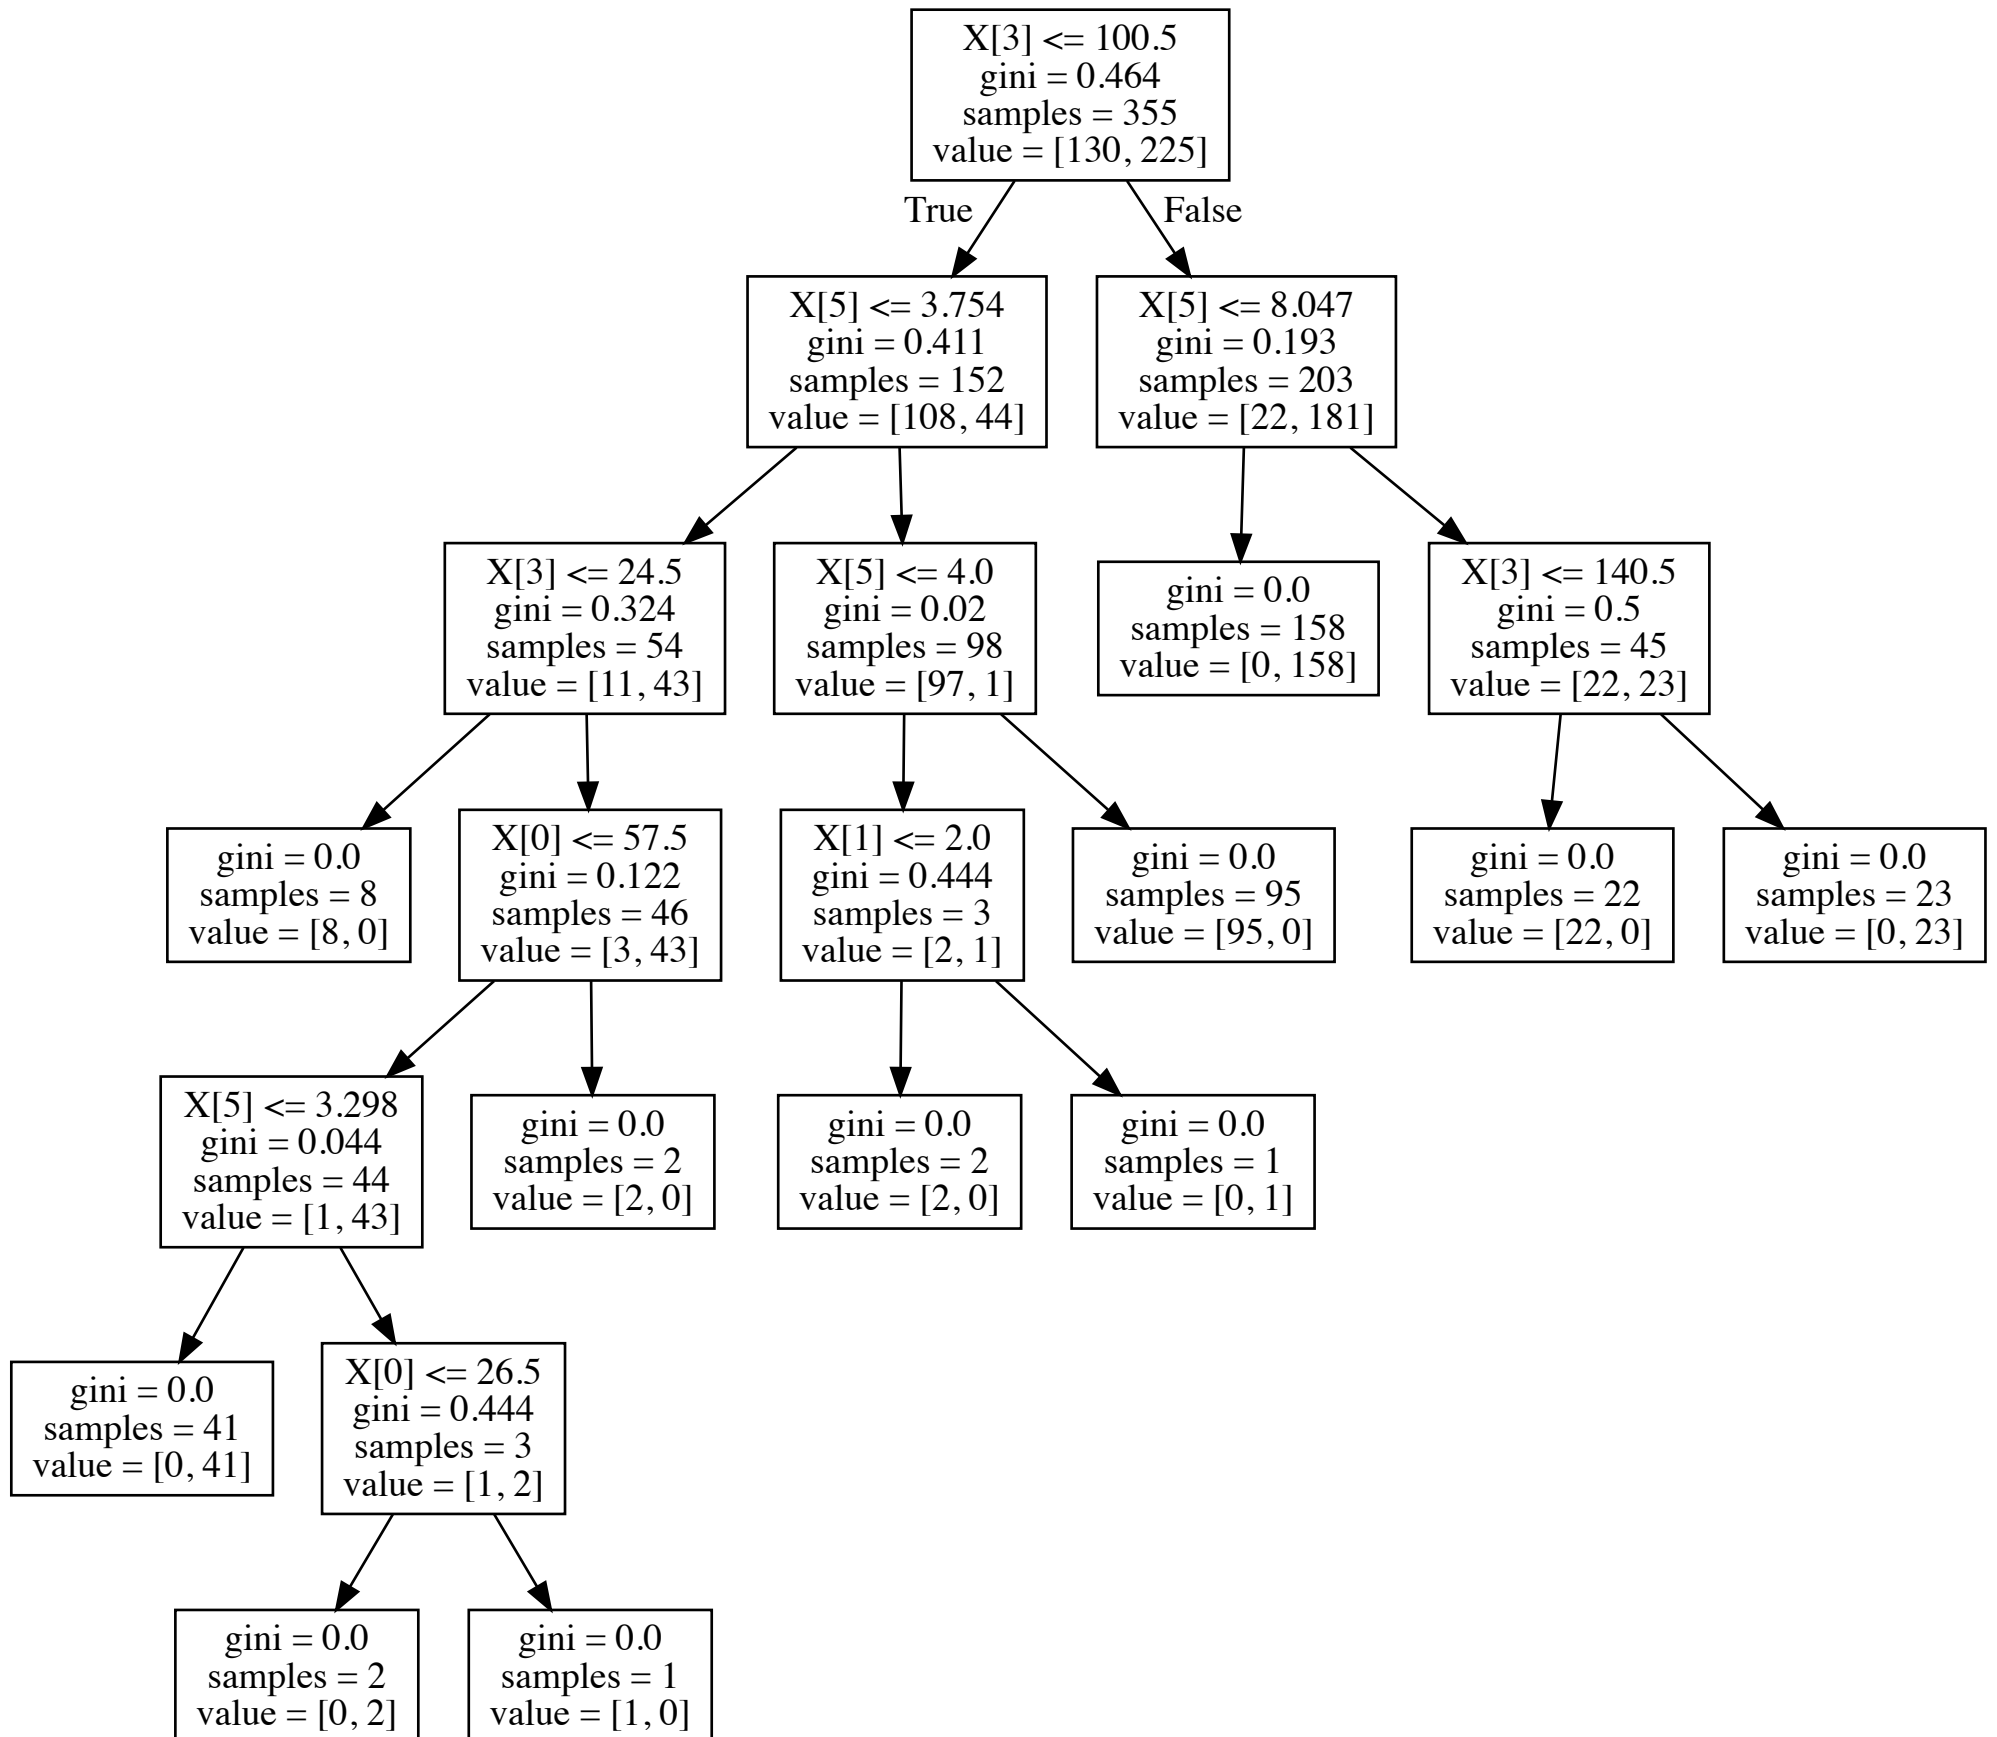 X[3] <= 100.5
gini = 0.464
samples = 355
value = [130, 225]
True
False
X[5] <= 3.754
gini = 0.411
samples = 152
value = [108, 44]
X[5] <= 8.047
gini = 0.193
samples = 203
value = [22, 181]
X[3] <= 24.5
gini = 0.324
samples = 54
value = [11, 43]
X[5] <= 4.0
gini = 0.02
samples = 98
value = [97, 1]
gini = 0.0
samples = 158
value = [0, 158]
X[3] <= 140.5
gini = 0.5
samples = 45
value = [22, 23]
gini = 0.0
samples = 8
value = [8, 0]
X[0] <= 57.5
gini = 0.122
samples = 46
value = [3, 43]
X[1] <= 2.0
gini = 0.444
samples = 3
value = [2, 1]
gini = 0.0
samples = 95
value = [95, 0]
gini = 0.0
samples = 22
value = [22, 0]
gini = 0.0
samples = 23
value = [0, 23]
X[5] <= 3.298
gini = 0.044
samples = 44
value = [1, 43]
gini = 0.0
samples = 2
value = [2, 0]
gini = 0.0
samples = 2
value = [2, 0]
gini = 0.0
samples = 1
value = [0, 1]
gini = 0.0
samples = 41
value = [0, 41]
X[0] <= 26.5
gini = 0.444
samples = 3
value = [1, 2]
gini = 0.0
samples = 2
value = [0, 2]
gini = 0.0
samples = 1
value = [1, 0]